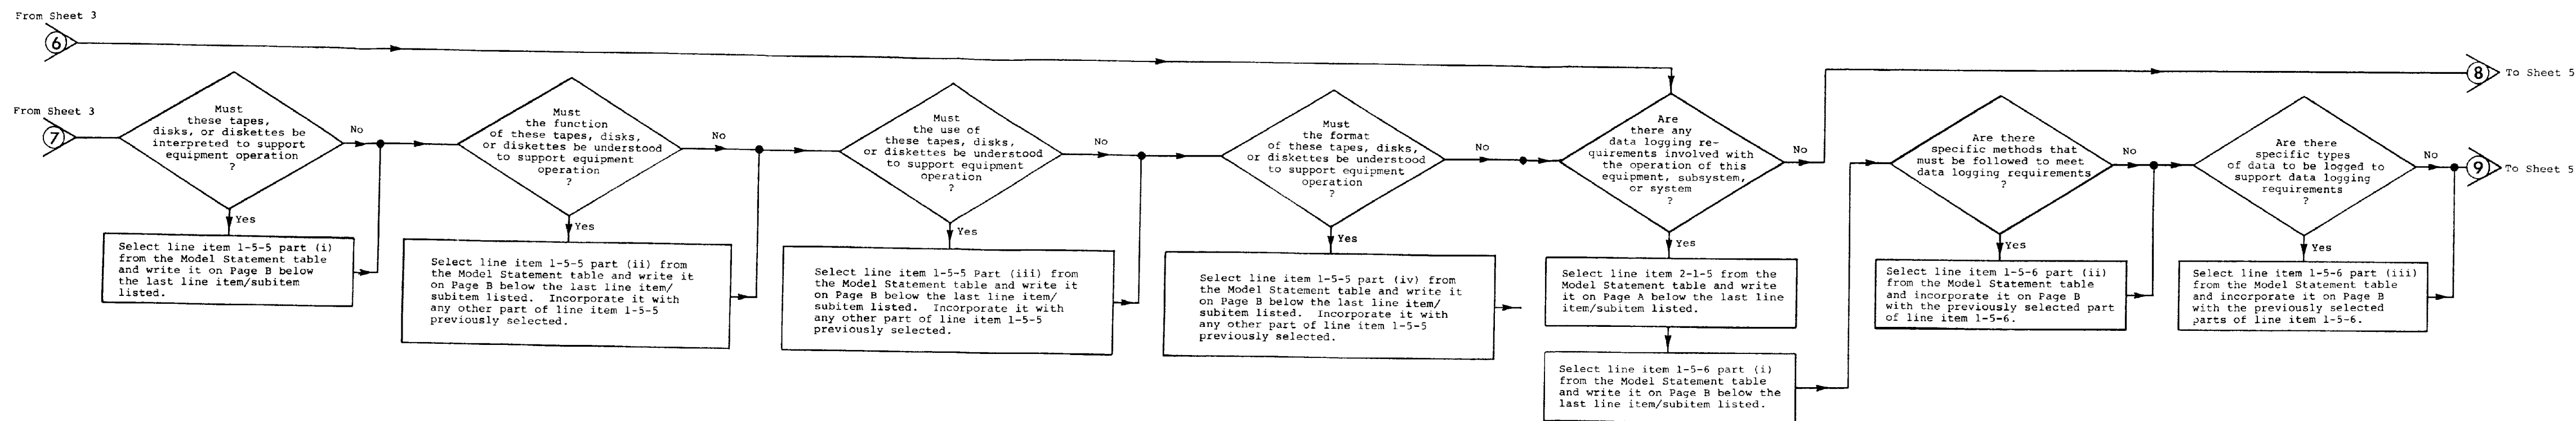 From Sheet 3
6
From Sheet 3
7
Must
these tapes,
disks, or diskettes be
interpreted to support
equipment operation
?
No
Yes
Select line item 1-5-5 part (i)
from the Model Statement table
and write it on Page B below
the last line item/subitem
listed.
Must
the function
of these tapes, disks,
or diskettes be understood
to support equipment
operation
?
No
Yes
Select line item 1-5-5 part (ii) from
the Model Statement table and write it
on Page B below the last line item/
subitem listed.  Incorporate it with
any other part of line item 1-5-5
previously selected.
Must
the use of
these tapes, disks,
or diskettes be understood
to support equipment
operation
?
No
Yes
Select line item 1-5-5 Part (iii) from
the Model Statement table and write it
on Page B below the last line item/
subitem listed.  Incorporate it with
any other part of line item 1-5-5
previously selected.
Must
the format
of these tapes, disks,
or diskettes be understood
to support equipment
operation
?
No
Yes
Select line item 1-5-5 part (iv) from
the Model Statement table and write it
on Page B below the last line item/
subitem listed.  Incorporate it with
any other part of line item 1-5-5
previously selected.
Are
there any
data logging re-
quirements involved with
the operation of this
equipment, subsystem,
or system
?
No
Yes
Select line item 2-1-5 from the
Model Statement table and write
it on Page A below the last line
item/subitem listed.
Select line item 1-5-6 part (i)
from the Model Statement table
and write it on Page B below the
last line item/subitem listed.
Are there
specific methods that
must be followed to meet
data logging requirements
?
No
Yes
Select line item 1-5-6 part (ii)
from the Model Statement table
and incorporate it on Page B
with the previously selected part
of line item 1-5-6.
Are there
specific types
of data to be logged to
support data logging
requirements
?
No
Yes
Select line item 1-5-6 part (iii)
from the Model Statement table
and incorporate it on Page B
with the previously selected
parts of line item 1-5-6.
8
To Sheet 5
9
To Sheet 5